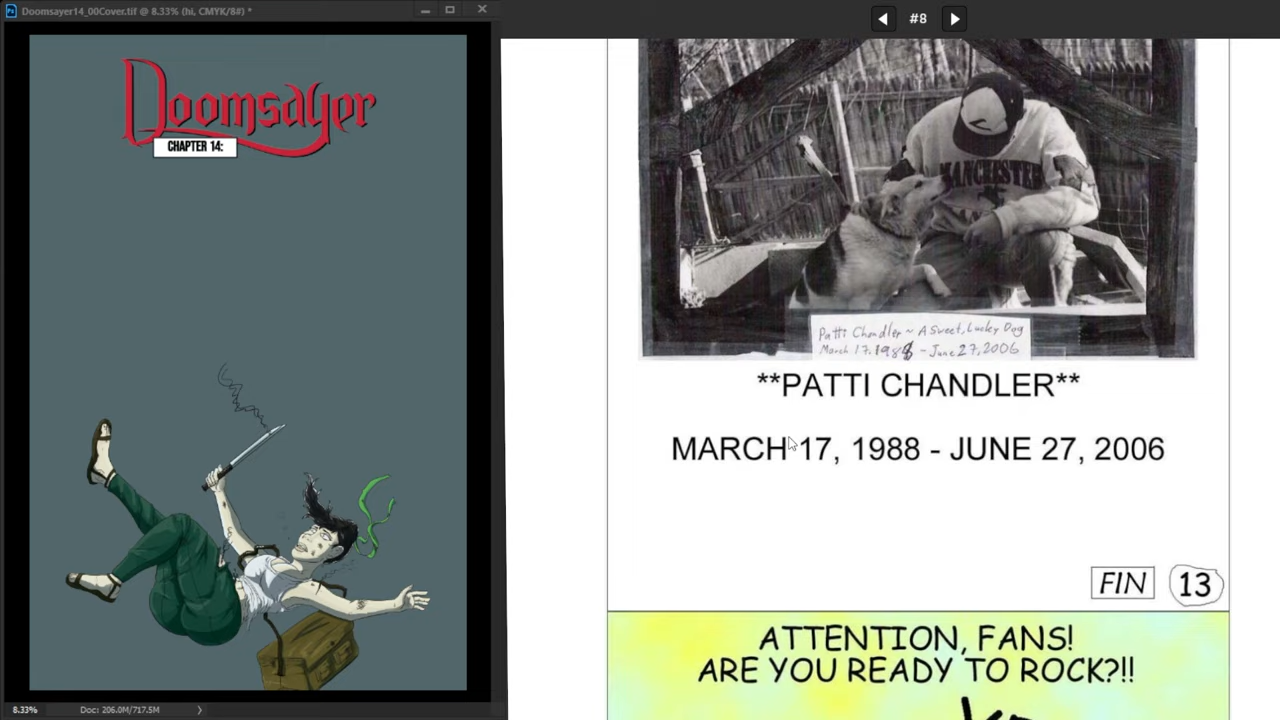 Doomsayer14_00Cover.tif @ 8.33% (hi, CMYK/8#) *
#8
Doomsayer
CHAPTER 14:
MANCHESTER
Patti Chandler ~ A Sweet, Lucky Dog
March 17, 1988 - June 27, 2006
**PATTI CHANDLER**
MARCH 17, 1988 - JUNE 27, 2006
FIN 13
ATTENTION, FANS!
ARE YOU READY TO ROCK?!!
8.33% Doc: 206.0M/717.5M